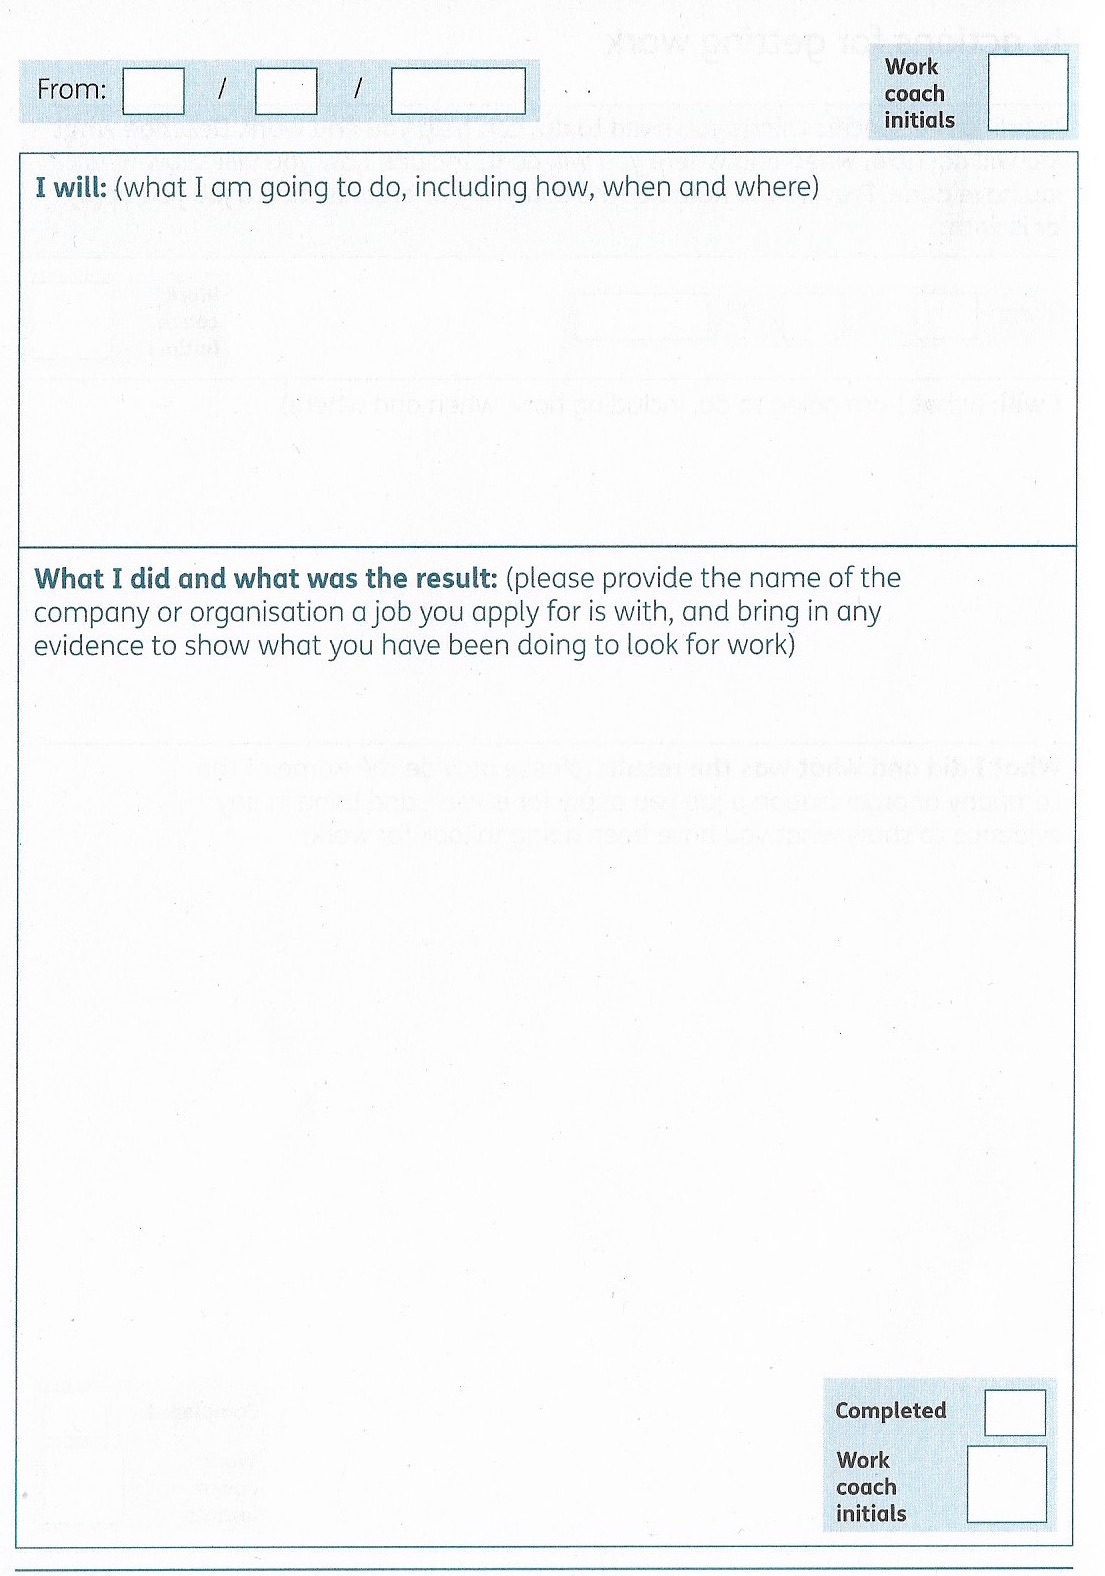 From: / /
Work
coach
initials
I will: (what I am going to do, including how, when and where)
What I did and what was the result: (please provide the name of the
company or organisation a job you apply for is with, and bring in any
evidence to show what you have been doing to look for work)
Completed
Work
coach
initials